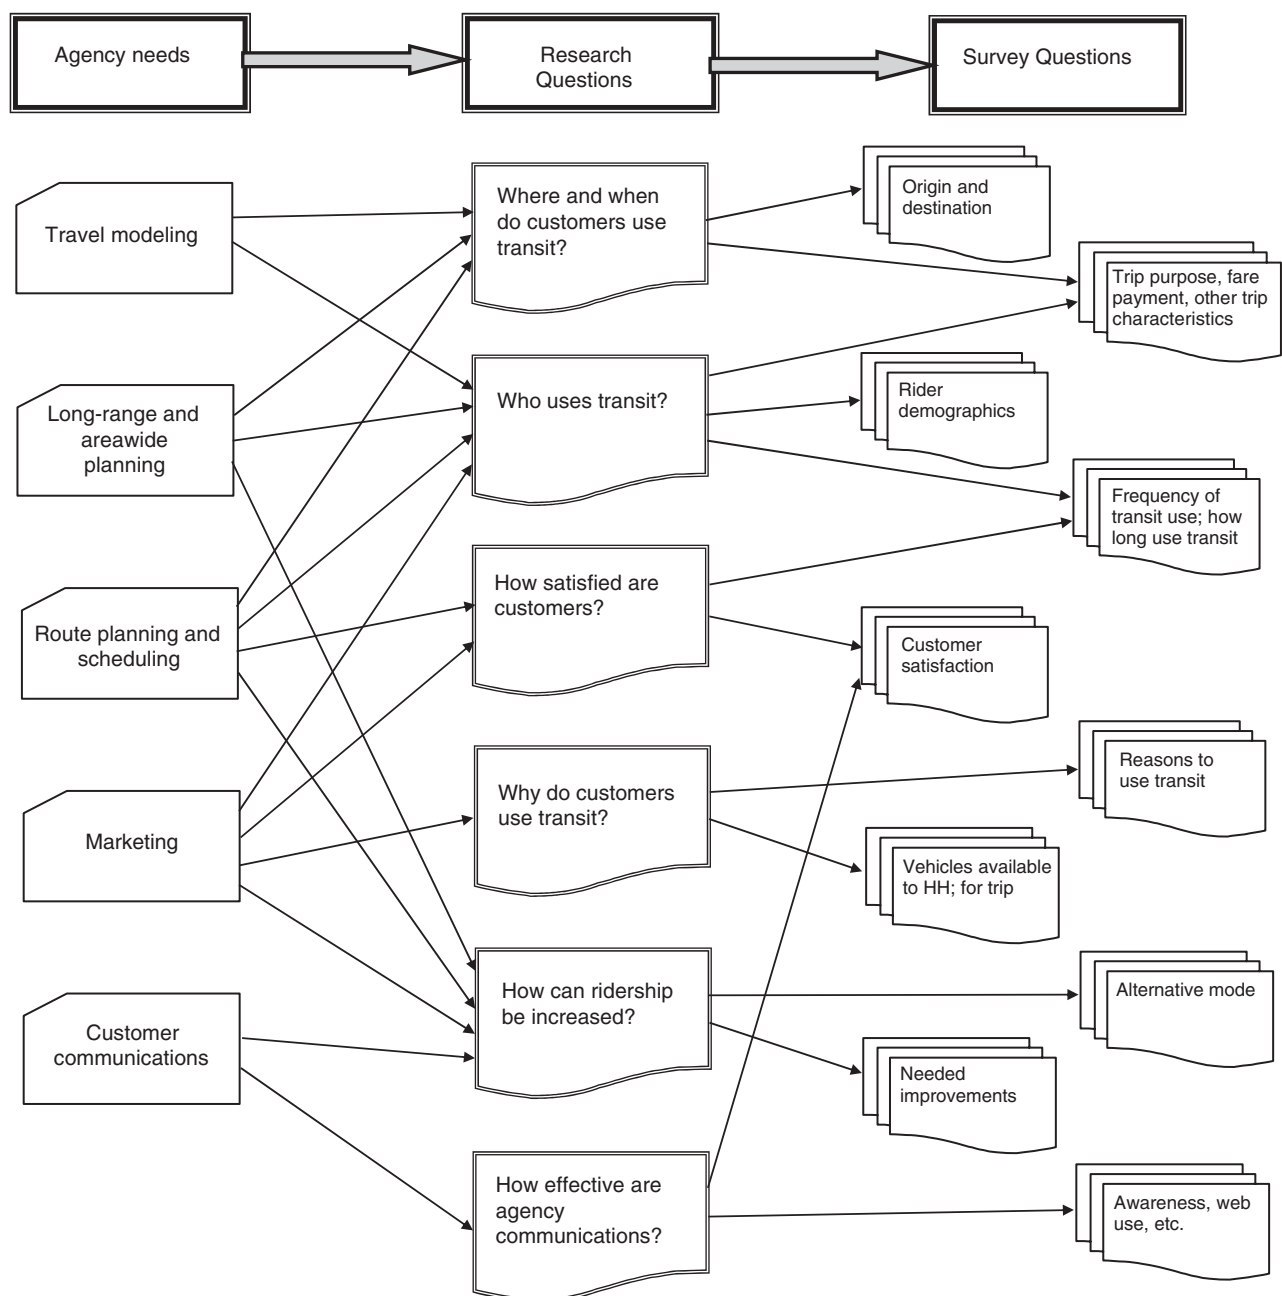 Agency needs
Research
Questions
Survey Questions
Travel modeling
Long-range and
areawide
planning
Route planning and
scheduling
Marketing
Customer
communications
Where and when
do customers use
transit?
Who uses transit?
How satisfied are
customers?
Why do customers
use transit?
How can ridership
be increased?
How effective are
agency
communications?
Origin and
destination
Trip purpose, fare
payment, other trip
characteristics
Rider
demographics
Frequency of
transit use; how
long use transit
Customer
satisfaction
Reasons to
use transit
Vehicles available
to HH; for trip
Alternative mode
Needed
improvements
Awareness, web
use, etc.